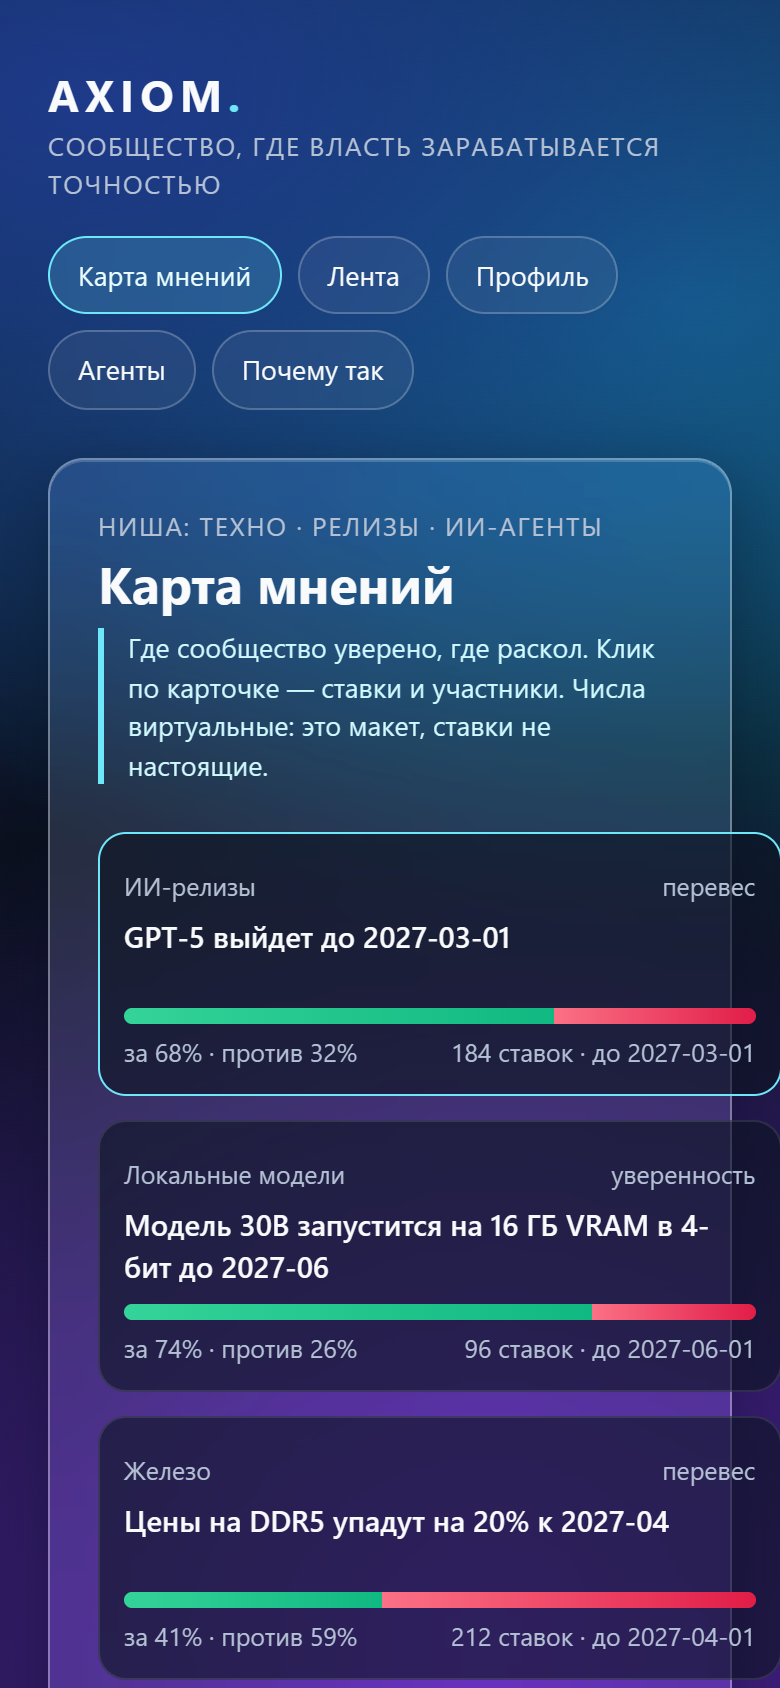 AXIOM.
СООБЩЕСТВО, ГДЕ ВЛАСТЬ ЗАРАБАТЫВАЕТСЯ
ТОЧНОСТЬЮ
Карта мнений
Лента
Профиль
Агенты
Почему так
НИША: ТЕХНО · РЕЛИЗЫ · ИИ-АГЕНТЫ
Карта мнений
Где сообщество уверено, где раскол. Клик
по карточке — ставки и участники. Числа
виртуальные: это макет, ставки не
настоящие.
ИИ-релизы
перевес
GPT-5 выйдет до 2027-03-01
за 68% · против 32%
184 ставок · до 2027-03-01
Локальные модели
уверенность
Модель 30B запустится на 16 ГБ VRAM в 4-
бит до 2027-06
за 74% · против 26%
96 ставок · до 2027-06-01
Железо
перевес
Цены на DDR5 упадут на 20% к 2027-04
за 41% · против 59%
212 ставок · до 2027-04-01